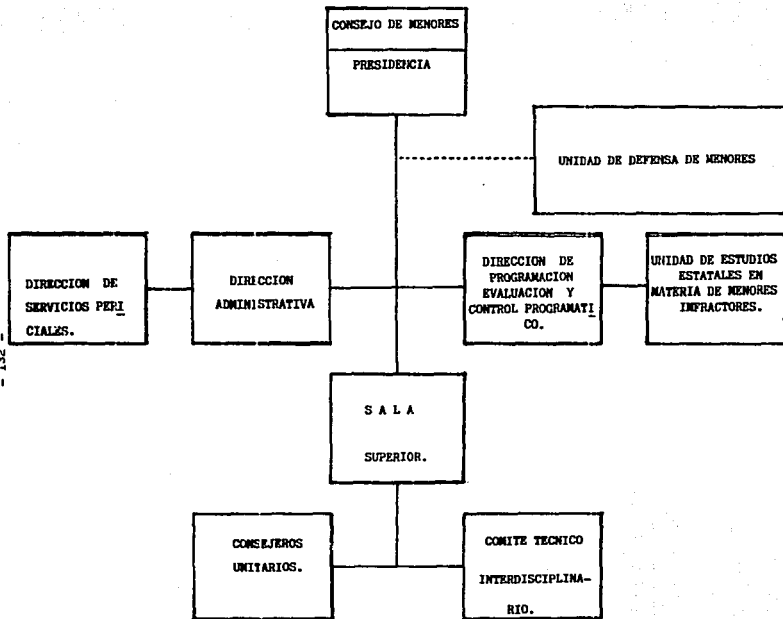 CONSEJO DE MENORES
PRESIDENCIA
UNIDAD DE DEFENSA DE MENORES
DIRECCION DE
SERVICIOS PERI
CIALES.
DIRECCION
ADMINISTRATIVA
DIRECCION DE
PROGRAMACION
EVALUACION Y
CONTROL PROGRAMATI
CO.
UNIDAD DE ESTUDIOS
ESTATALES EN
MATERIA DE MENORES
INFRACTORES.
- 132 -
S A L A
SUPERIOR.
CONSEJEROS
UNITARIOS.
COMITE TECNICO
INTERDISCIPLINA-
RIO.